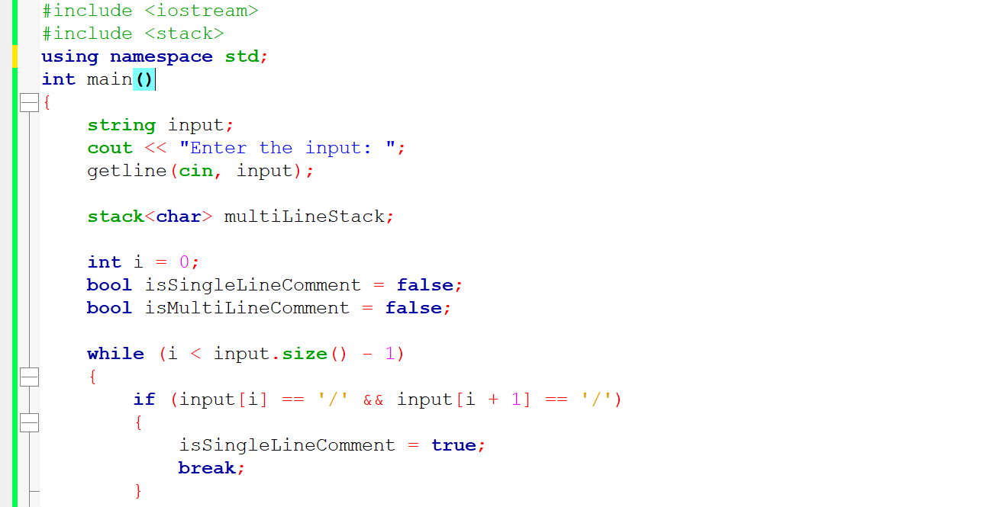 #include <iostream>
#include <stack>
using namespace std;
int main()
{
    string input;
    cout << "Enter the input: ";
    getline(cin, input);

    stack<char> multiLineStack;

    int i = 0;
    bool isSingleLineComment = false;
    bool isMultiLineComment = false;

    while (i < input.size() - 1)
    {
        if (input[i] == '/' && input[i + 1] == '/')
        {
            isSingleLineComment = true;
            break;
        }